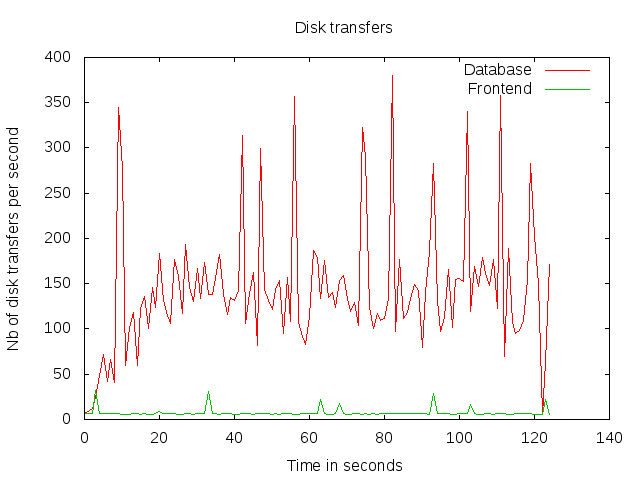 Disk transfers
Nb of disk transfers per second
400
350
300
250
200
150
100
50
0
Database
Frontend
0 20 40 60 80 100 120 140
Time in seconds